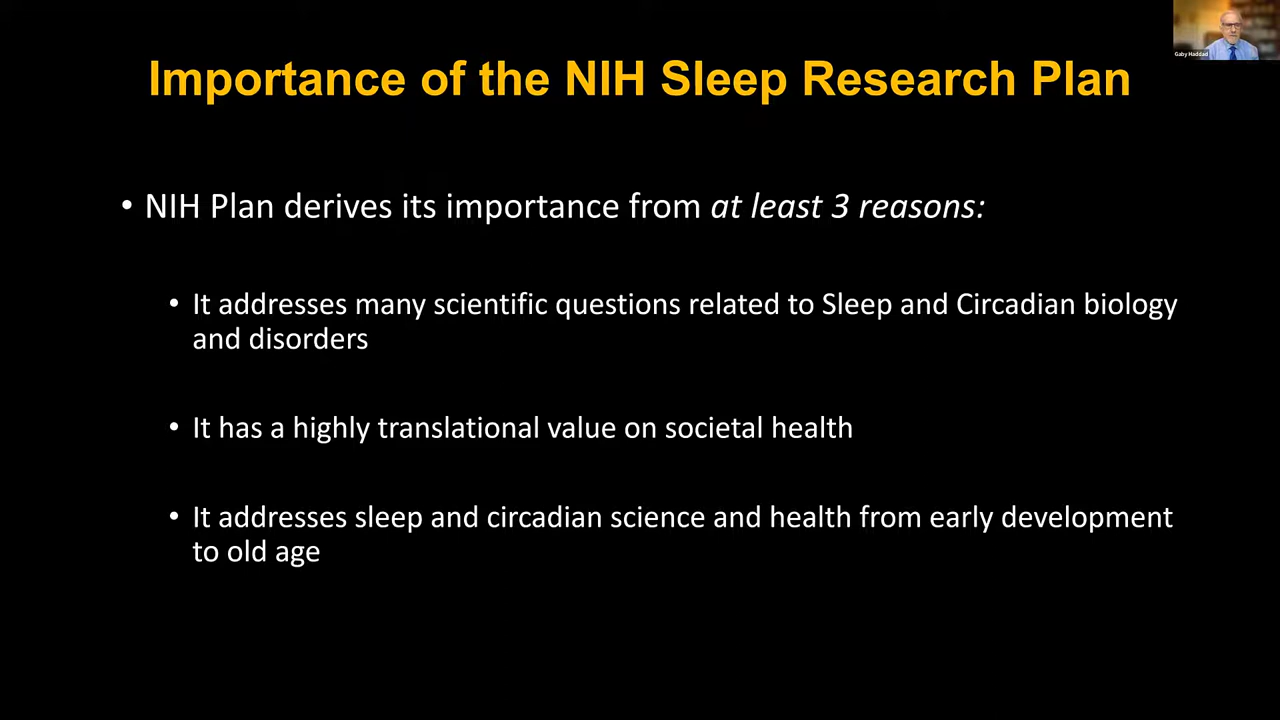 Gaby Haddad
Importance of the NIH Sleep Research Plan
• NIH Plan derives its importance from at least 3 reasons:
• It addresses many scientific questions related to Sleep and Circadian biology
and disorders
• It has a highly translational value on societal health
• It addresses sleep and circadian science and health from early development
to old age